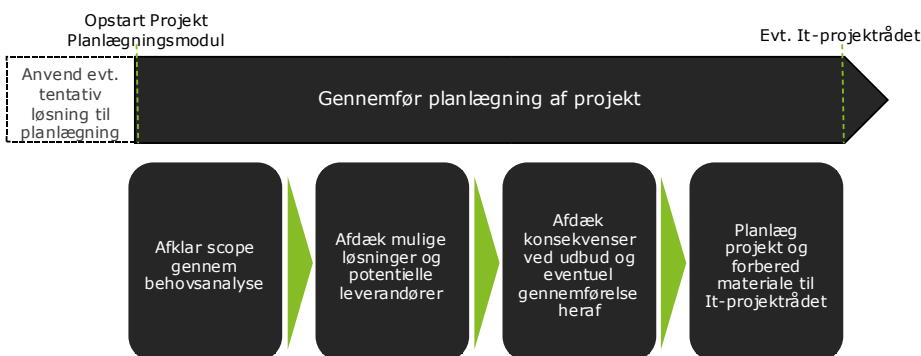 Opstart Projekt
Planlægningsmodul
Evt. It-projektrådet
Anvend evt.
tentativ
løsning til
planlægning
Gennemfør planlægning af projekt
Afklar scope
gennem
behovsanalyse
Afdæk mulige
løsninger og
potentielle
leverandører
Afdæk
konsekvenser
ved udbud og
eventuel
gennemførelse
heraf
Planlæg
projekt og
forbered
materiale til
It-projektrådet